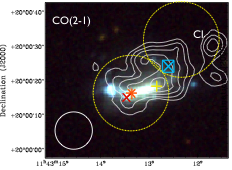 CO(2-1)
C1
Declination (J2000)
+20°00'40"
+20°00'30"
+20°00'20"
+20°00'10"
+20°00'00"
11ʰ43ᵐ15ˢ 14ˢ 13ˢ 12ˢ